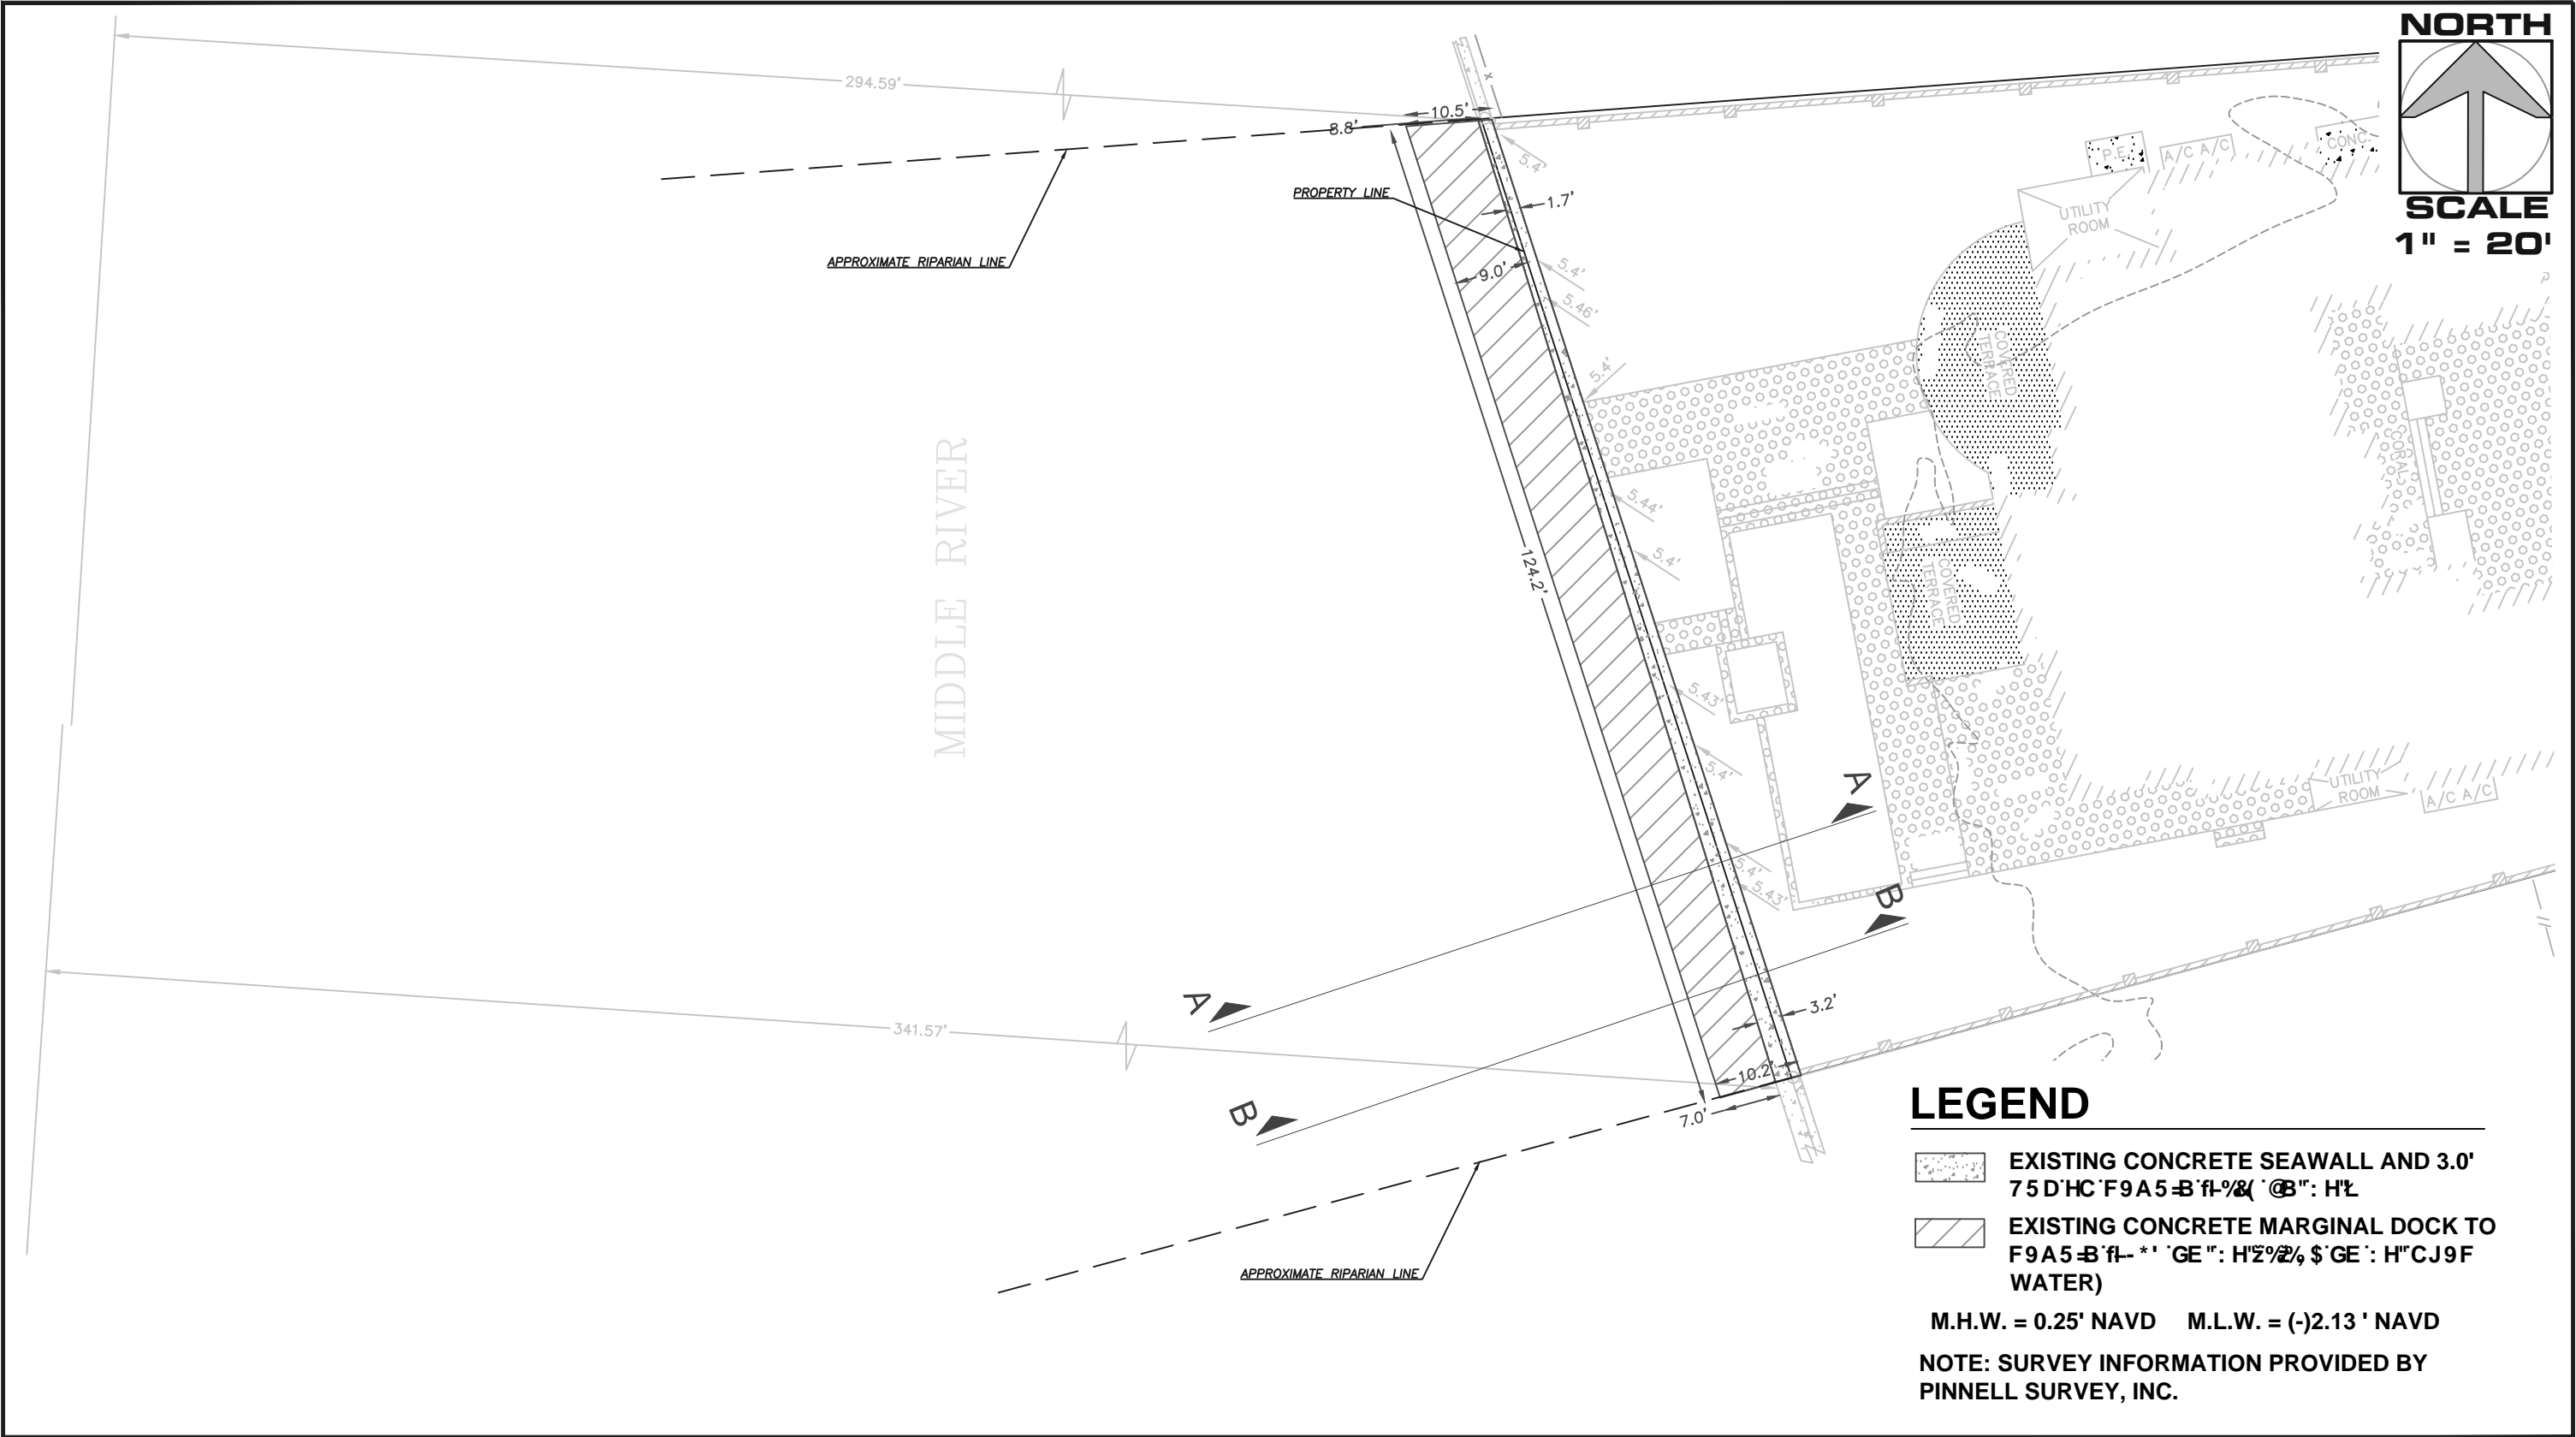 NORTH
SCALE
1" = 20'
294.59'
10.5'
8.8'
x
5.4'
PROPERTY LINE
1.7'
APPROXIMATE RIPARIAN LINE
9.0'
5.4'
5.46'
5.4'
P.E.
A/C A/C
CONC.
UTILITY
ROOM
COVERED
TERRACE
CORAL
MIDDLE RIVER
124.2'
5.44'
5.4'
COVERED
TERRACE
5.43'
5.4'
A
UTILITY
ROOM
A/C A/C
5.4'
5.43'
B
A
341.57'
3.2'
10.2'
7.0'
B
APPROXIMATE RIPARIAN LINE
LEGEND
EXISTING CONCRETE SEAWALL AND 3.0'
EXISTING CONCRETE MARGINAL DOCK TO
WATER)
M.H.W. = 0.25' NAVD M.L.W. = (-)2.13 ' NAVD
NOTE: SURVEY INFORMATION PROVIDED BY
PINNELL SURVEY, INC.